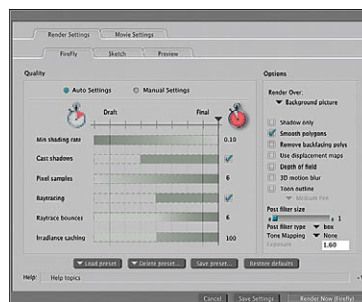 Render Settings
Movie Settings
Firefly
Sketch
Preview
Quality
Auto Settings
Manual Settings
Draft
Final
Min shading rate
0.10
Cast shadows
Pixel samples
6
Raytracing
Raytrace bounces
6
Irradiance caching
100
Options
Render Over:
Background picture
Shadow only
Smooth polygons
Remove backfacing polys
Use displacement maps
Depth of field
3D motion blur
Toon outline
Medium Pen
Post filter size
1
Post filter type
box
Tone Mapping
None
Exposure
1.60
Load preset
Delete preset...
Save preset...
Restore defaults
Help:
Help topics
Cancel
Save Settings
Render Now (Firefly)